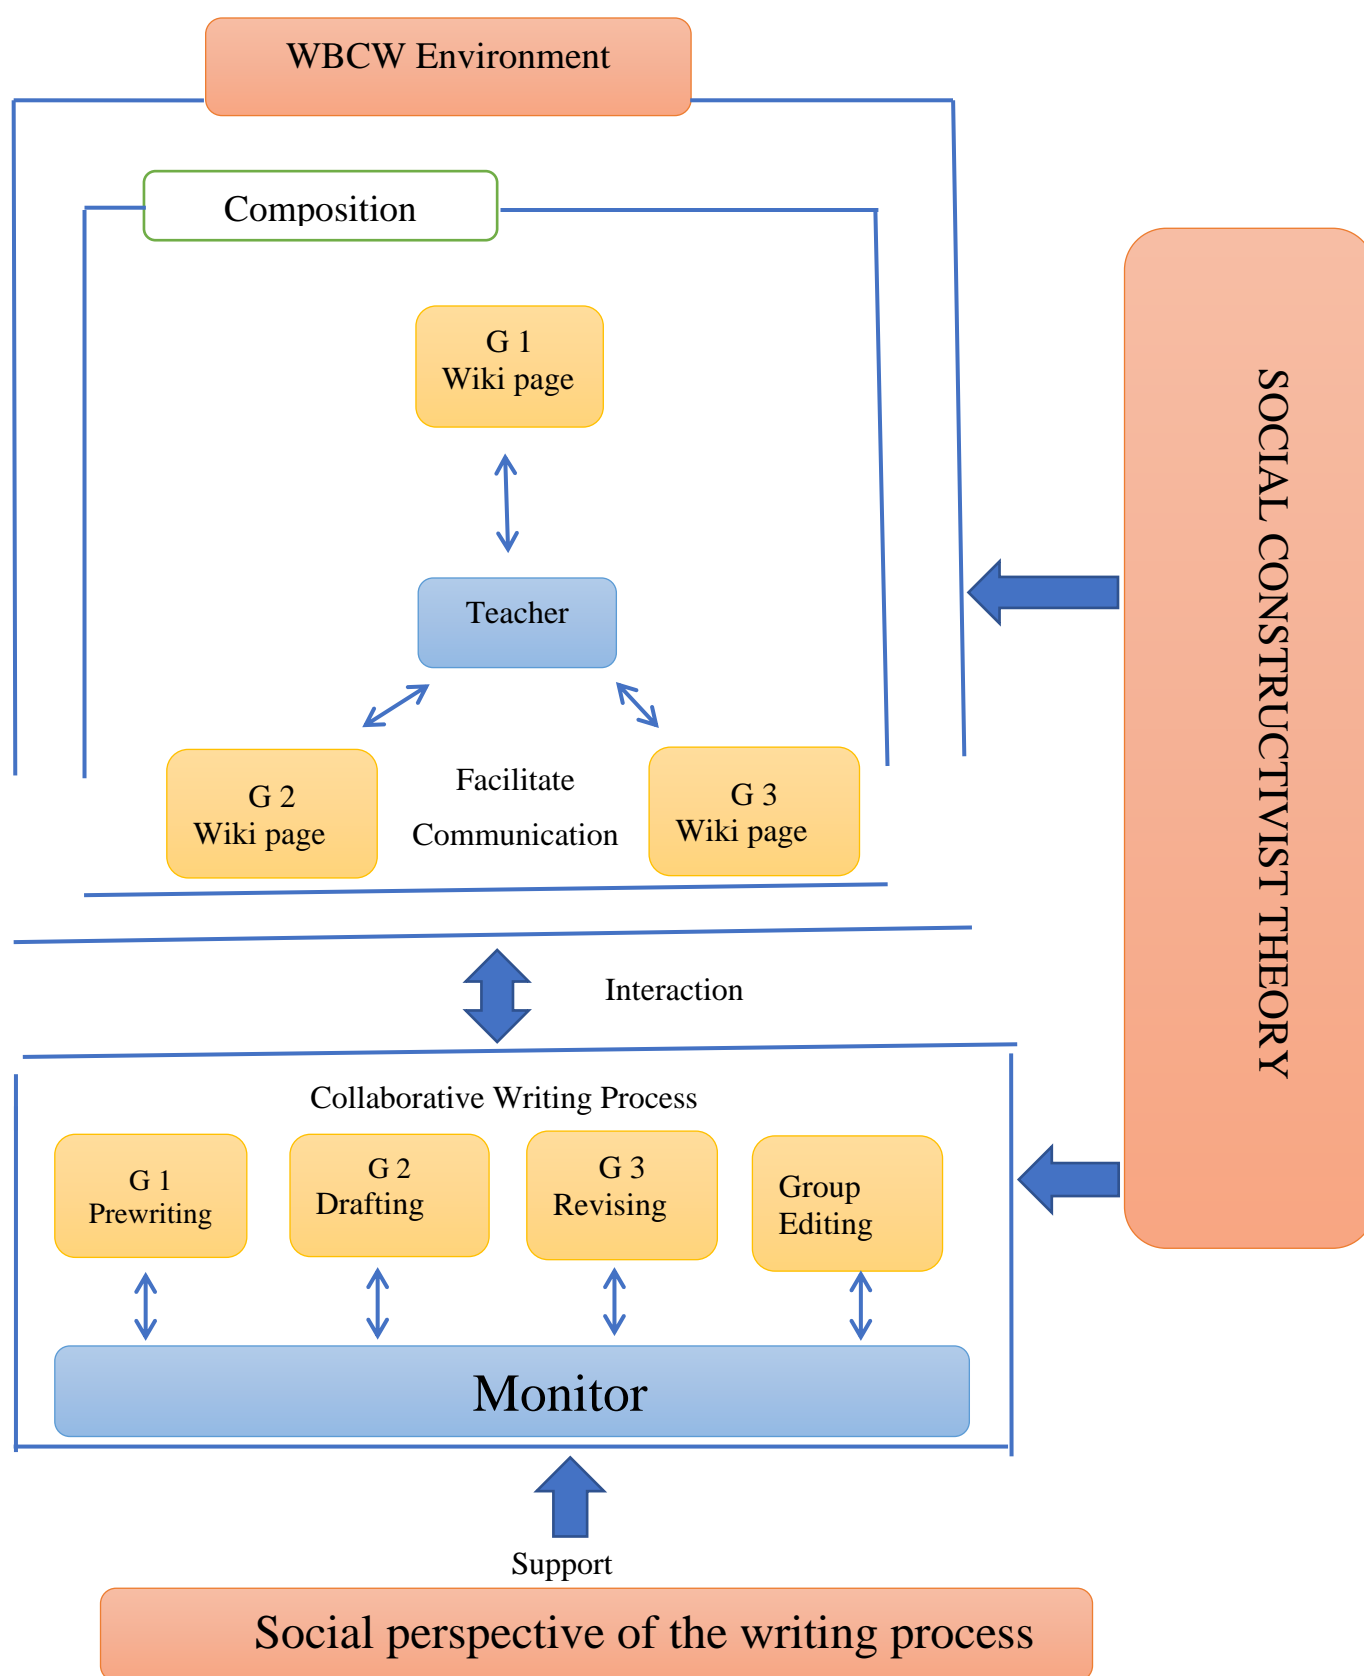 WBCW Environment
Composition
G 1
Wiki page
Teacher
G 2
Wiki page
Facilitate
Communication
G 3
Wiki page
SOCIAL CONSTRUCTIVIST THEORY
Interaction
Collaborative Writing Process
G 1
Prewriting
G 2
Drafting
G 3
Revising
Group
Editing
Monitor
Support
Social perspective of the writing process